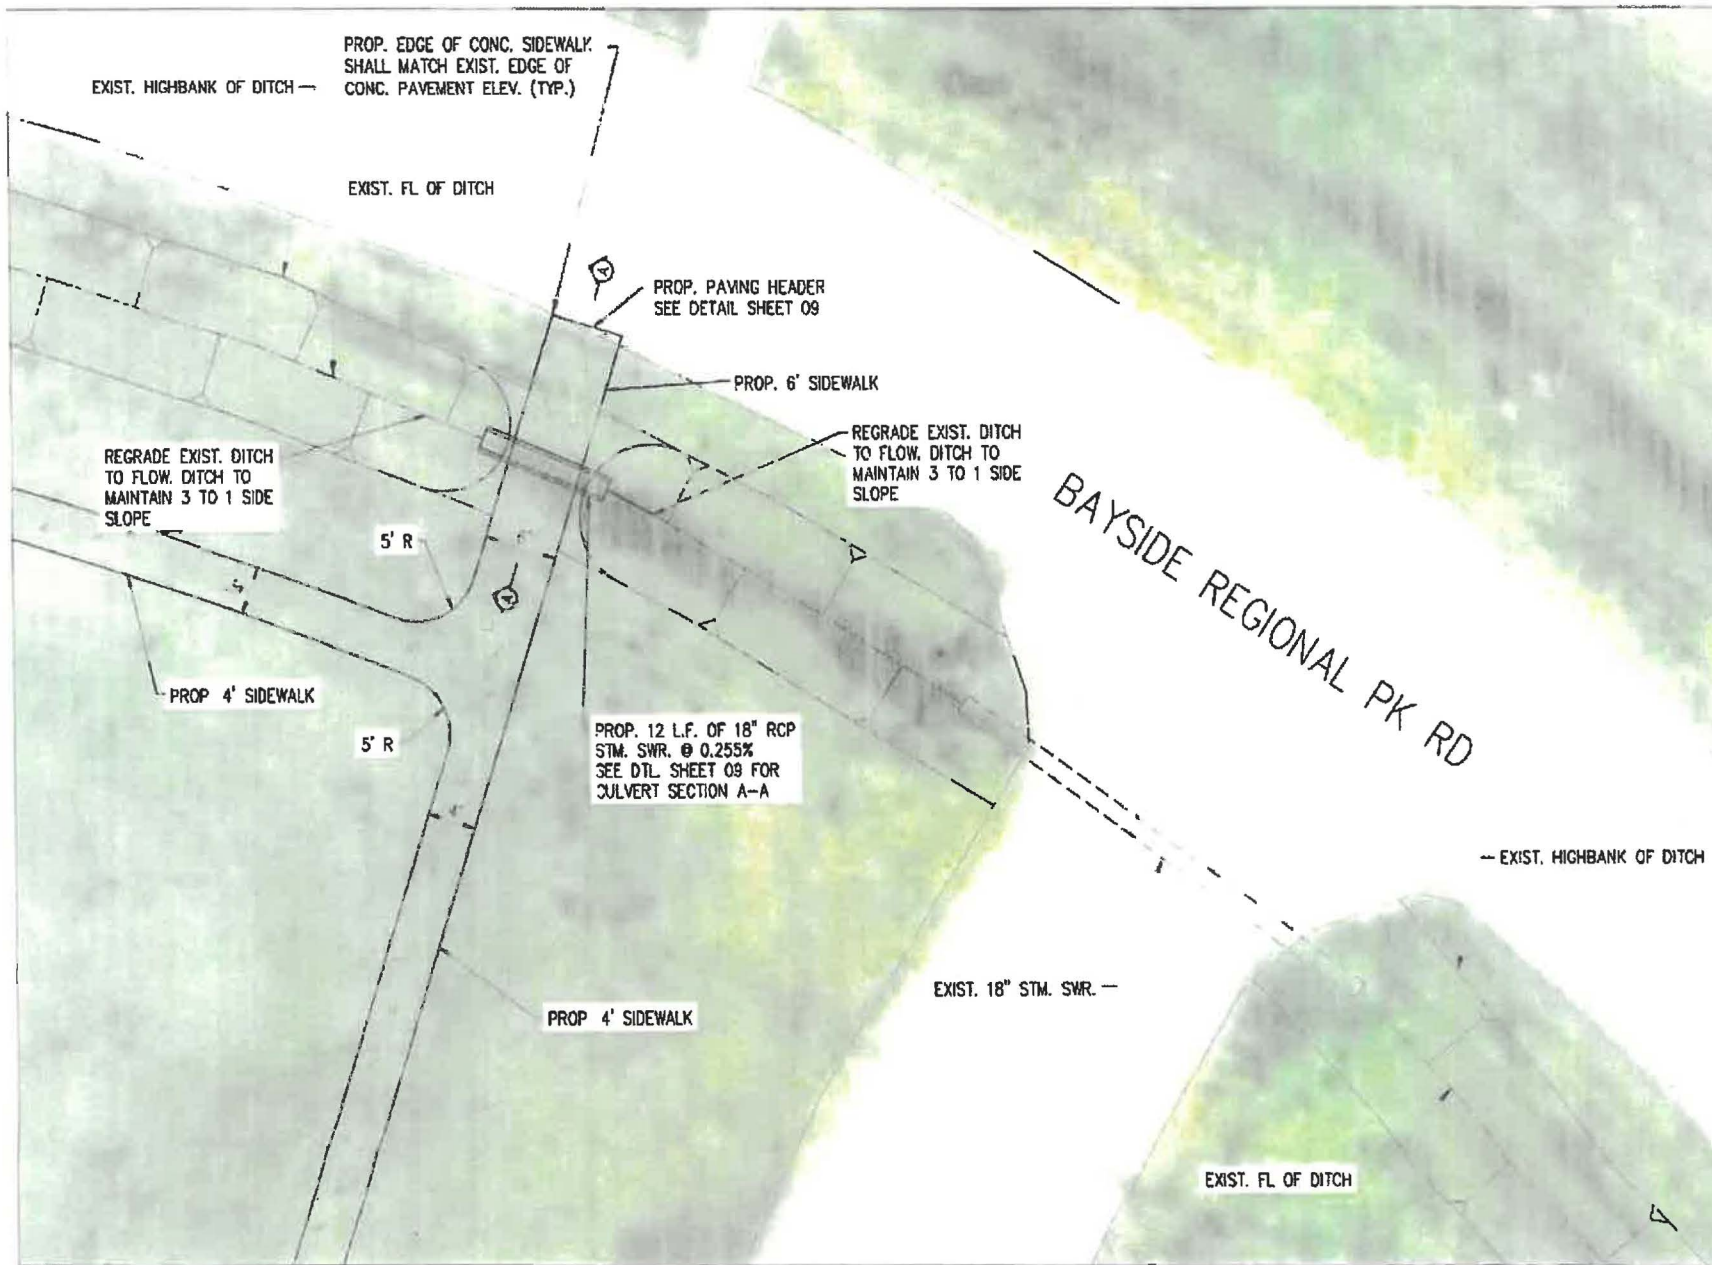 PROP. EDGE OF CONC. SIDEWALK
SHALL MATCH EXIST. EDGE OF
CONC. PAVEMENT ELEV. (TYP.)
EXIST. HIGHBANK OF DITCH
EXIST. FL OF DITCH
A
PROP. PAVING HEADER
SEE DETAIL SHEET 09
PROP. 6' SIDEWALK
REGRADE EXIST. DITCH
TO FLOW. DITCH TO
MAINTAIN 3 TO 1 SIDE
SLOPE
REGRADE EXIST. DITCH
TO FLOW. DITCH TO
MAINTAIN 3 TO 1 SIDE
SLOPE
BAYSIDE REGIONAL PK RD
5' R
A
PROP 4' SIDEWALK
5' R
PROP. 12 L.F. OF 18" RCP
STM. SWR. @ 0.255%
SEE DTL. SHEET 09 FOR
CULVERT SECTION A-A
4'
EXIST. HIGHBANK OF DITCH
EXIST. 18" STM. SWR.
PROP 4' SIDEWALK
EXIST. FL OF DITCH